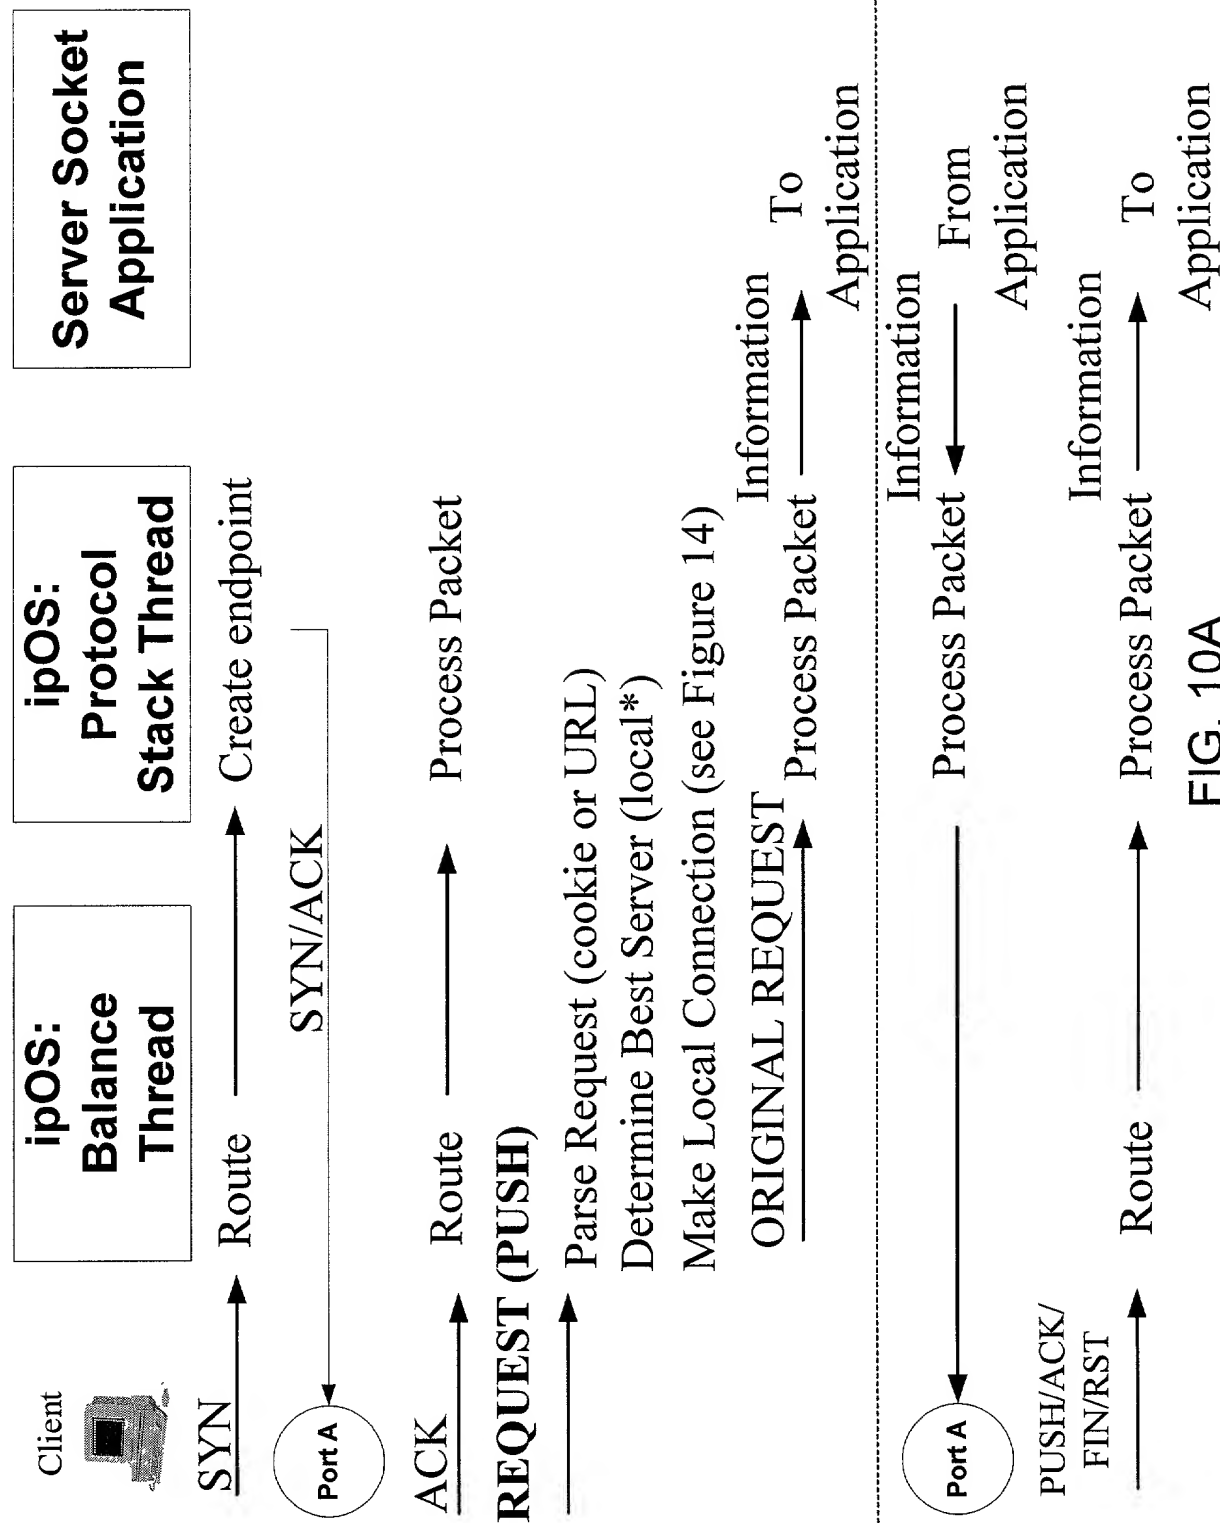 Client
ipOS:
Balance
Thread
ipOS:
Protocol
Stack Thread
Server Socket
Application
SYN
Route
Create endpoint
SYN/ACK
Port A
ACK
Route
Process Packet
REQUEST (PUSH)
Parse Request (cookie or URL)
Determine Best Server (local*)
Make Local Connection (see Figure 14)
ORIGINAL REQUEST
Process Packet
Information
To
Application
Information
From
Application
Process Packet
Port A
PUSH/ACK/
FIN/RST
Route
Process Packet
Information
To
Application
FIG. 10A